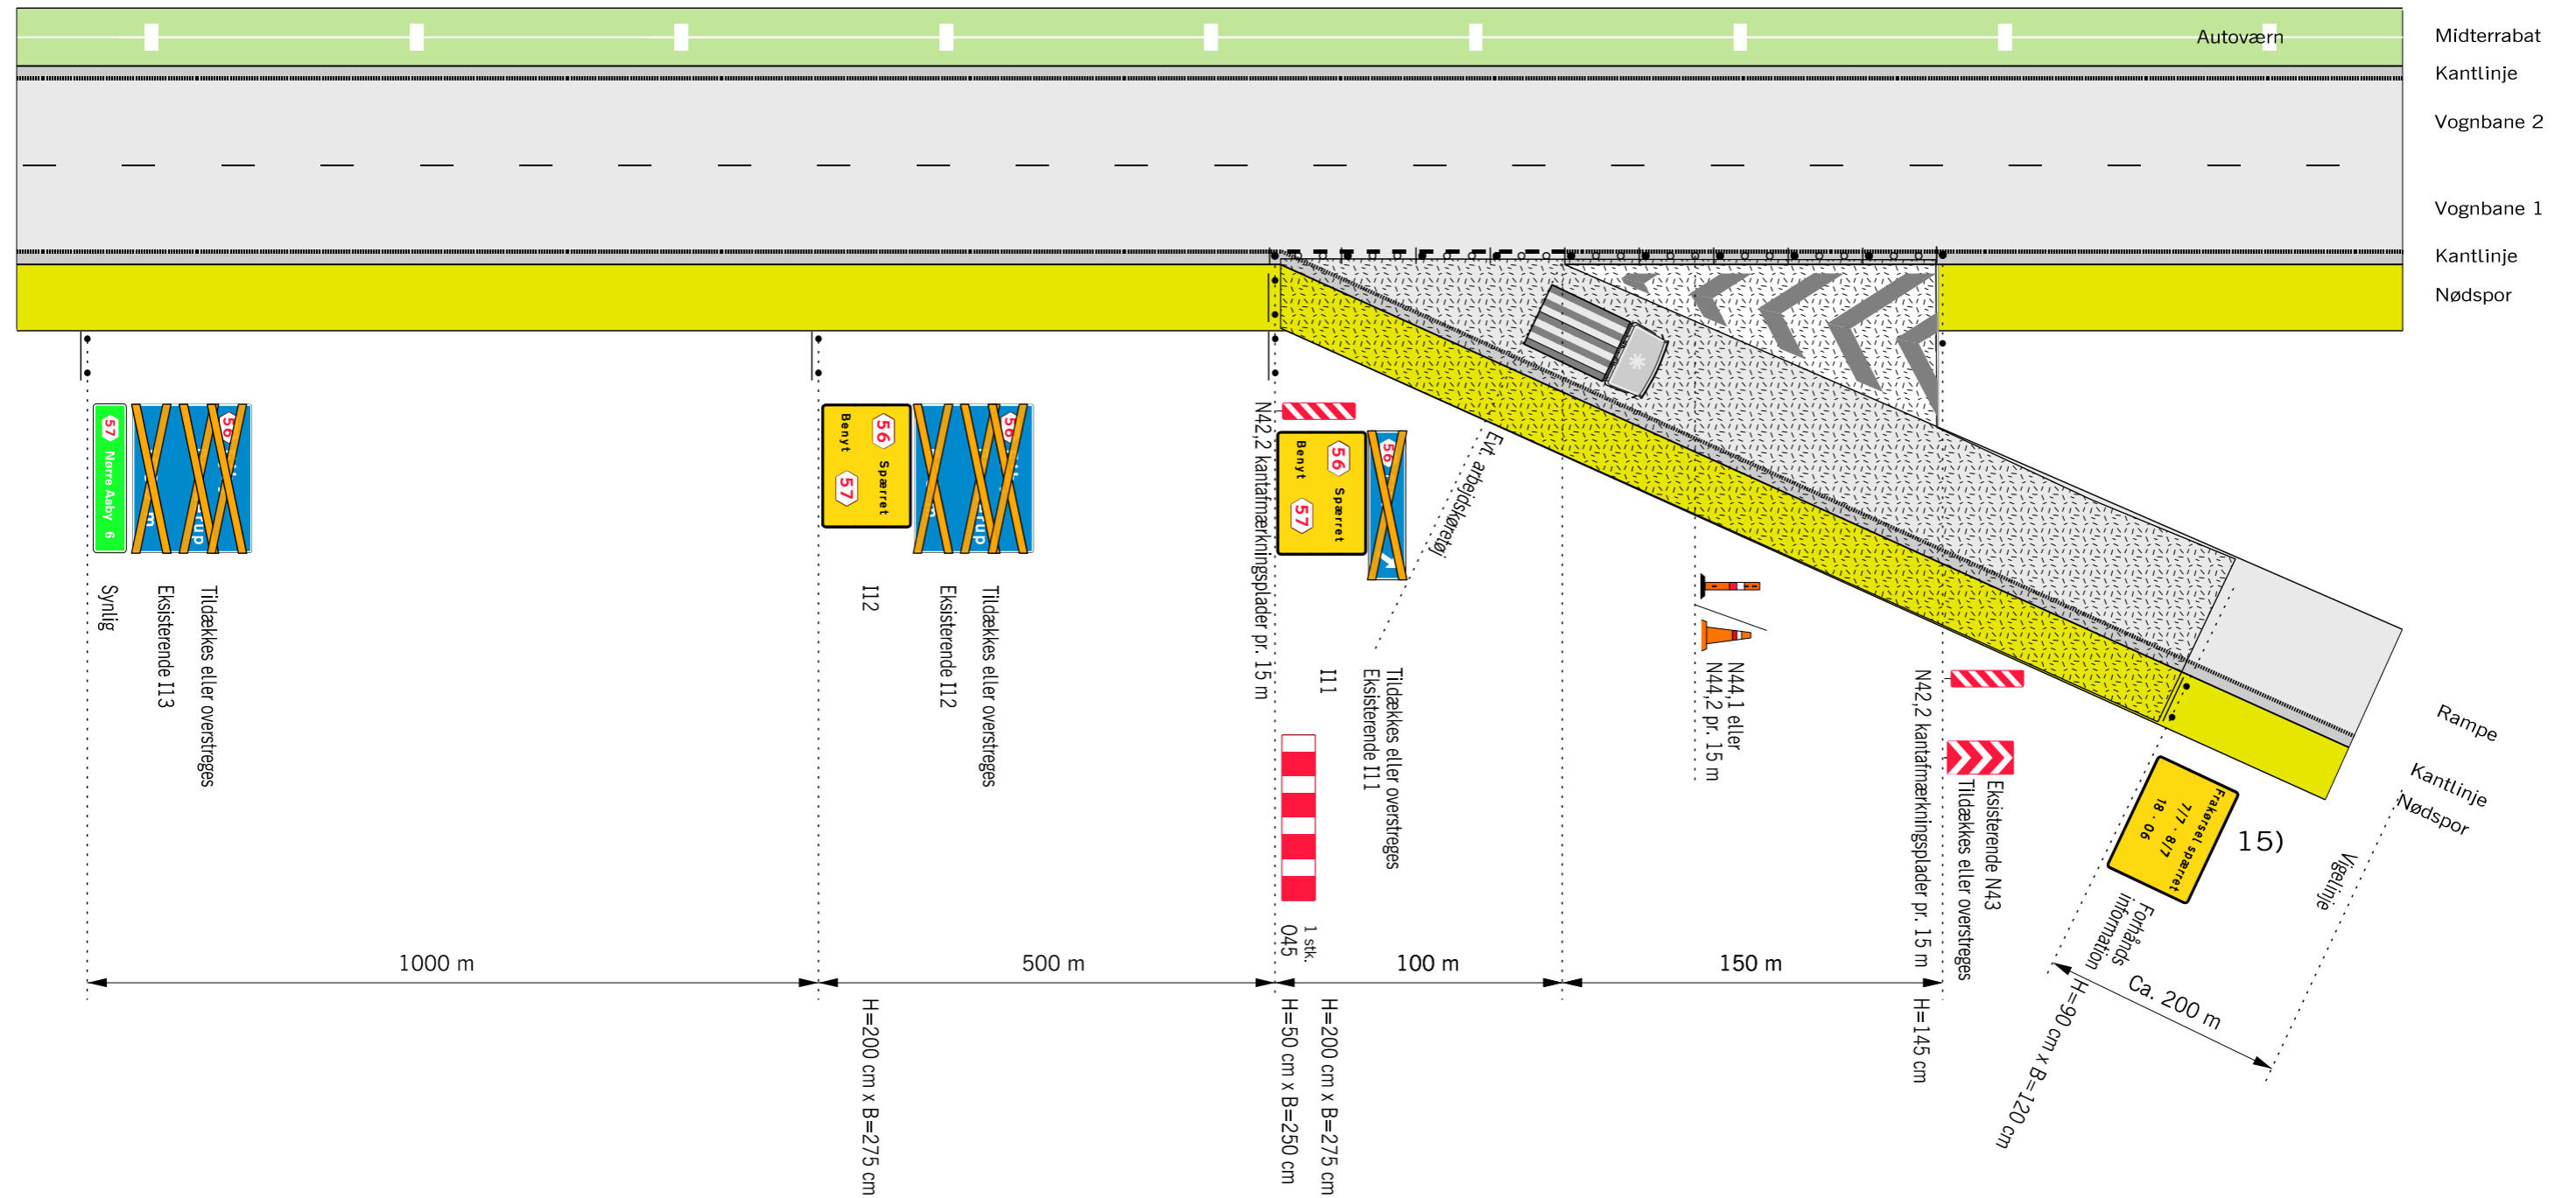 Autoværn
Midterrabat
Kantlinje
Vognbane 2
Vognbane 1
Kantlinje
Nødspor
57 Nørre Aaby 6
56
m
rup
Synlig
Eksisterende I13
Tildækkes eller overstreges
56 Spærret
Benyt 57
56
m
rup
I12
Eksisterende I12
Tildækkes eller overstreges
N42,2 kantafmærkningsplader pr. 15 m
56 Spærret
Benyt 57
56
I11
Tildækkes eller overstreges
Eksisterende I11
Evt. arbejdskøretøj
1 stk.
O45
N44,1 eller
N44,2 pr. 15 m
N42,2 kantafmærkningsplader pr. 15 m
Eksisterende N43
Tildækkes eller overstreges
Frakørsel spærret
7/7 - 8/7
18 - 06
15)
Forhånds
information
Rampe
Kantlinje
Nødspor
Vigelinje
1000 m
500 m
100 m
150 m
Ca. 200 m
H=200 cm x B=275 cm
H=50 cm x B=250 cm
H=200 cm x B=275 cm
H=145 cm
H=90 cm x B=120 cm